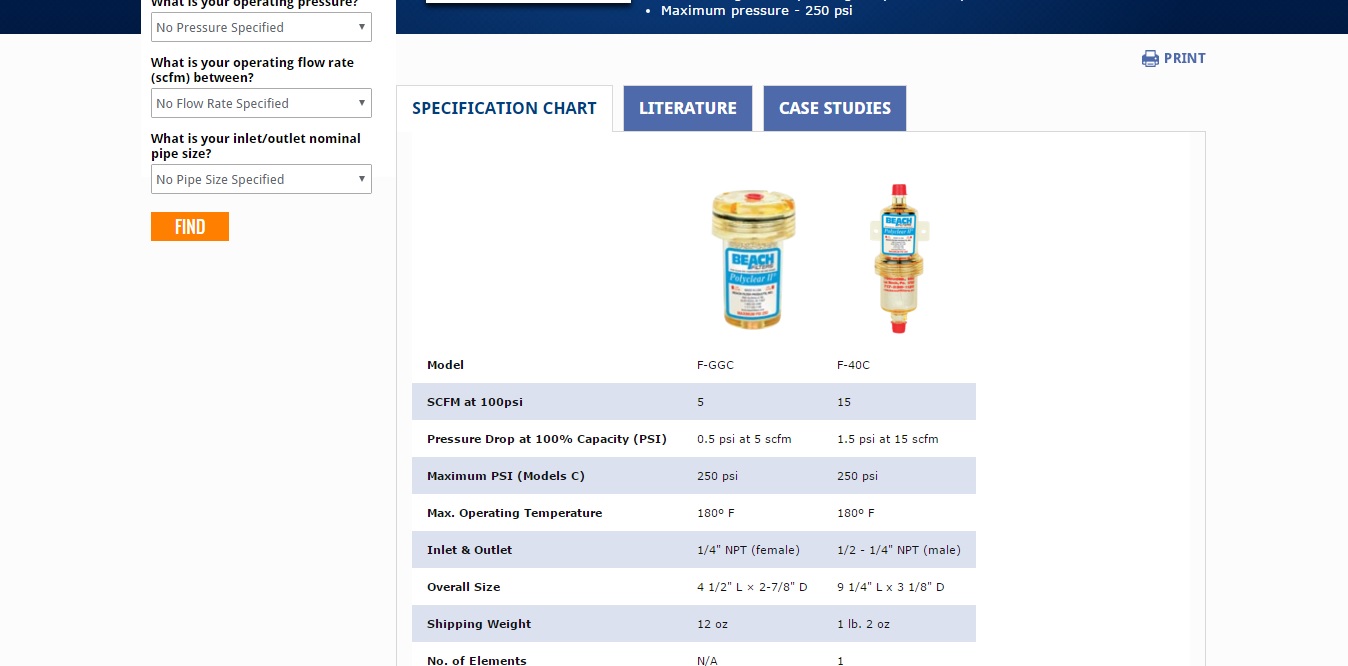 What is your operating pressure?
No Pressure Specified
What is your operating flow rate
(scfm) between?
No Flow Rate Specified
What is your inlet/outlet nominal
pipe size?
No Pipe Size Specified
FIND
Maximum pressure - 250 psi
PRINT
SPECIFICATION CHART LITERATURE CASE STUDIES
BEACH
Polyclear II
BEACH
Polyclear II
Model F-GGC F-40C
SCFM at 100psi 5 15
Pressure Drop at 100% Capacity (PSI) 0.5 psi at 5 scfm 1.5 psi at 15 scfm
Maximum PSI (Models C) 250 psi 250 psi
Max. Operating Temperature 180º F 180º F
Inlet & Outlet 1/4" NPT (female) 1/2 - 1/4" NPT (male)
Overall Size 4 1/2" L × 2-7/8" D 9 1/4" L x 3 1/8" D
Shipping Weight 12 oz 1 lb. 2 oz
No. of Elements N/A 1